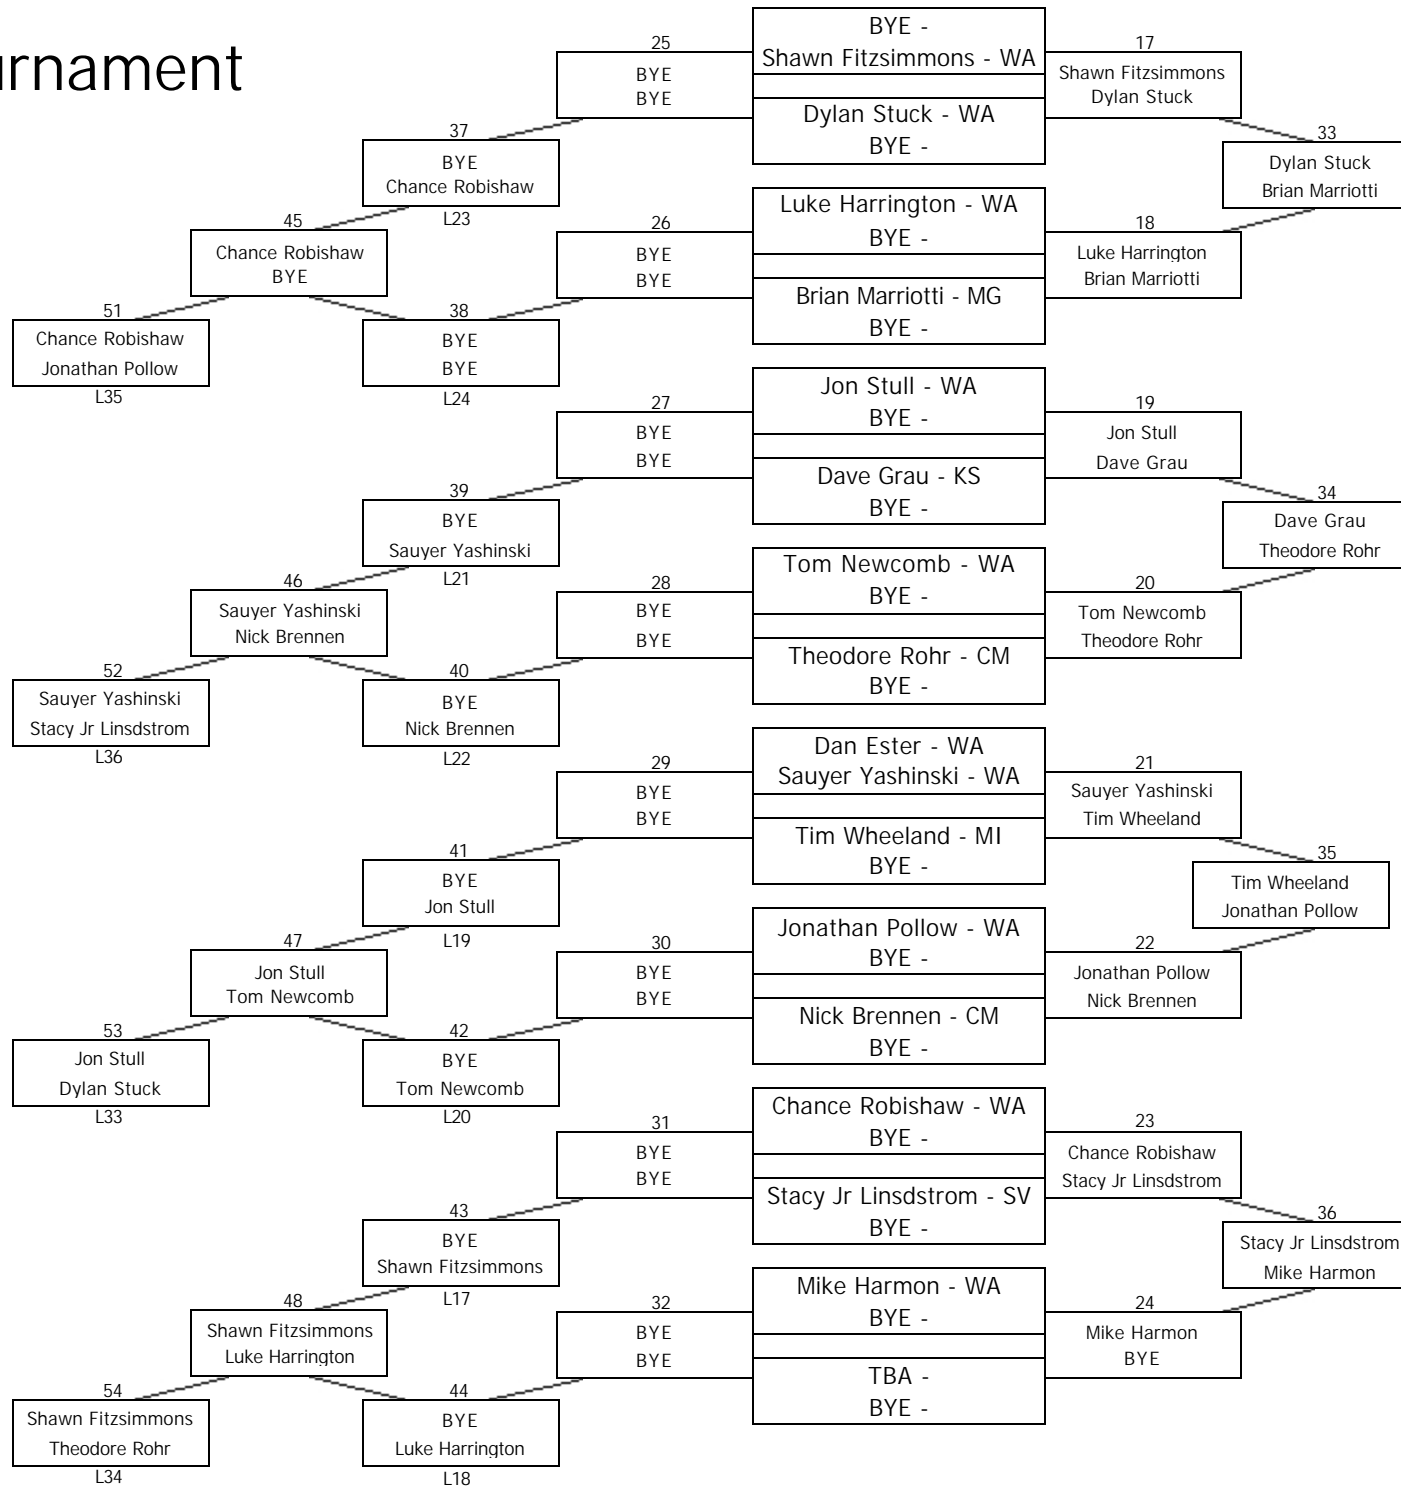 urnament
25
BYE
BYE
37
BYE
Chance Robishaw
L23
45
Chance Robishaw
BYE
26
BYE
BYE
51
Chance Robishaw
Jonathan Pollow
L35
38
BYE
BYE
L24
27
BYE
BYE
39
BYE
Sauyer Yashinski
L21
46
Sauyer Yashinski
Nick Brennen
28
BYE
BYE
52
Sauyer Yashinski
Stacy Jr Linsdstrom
L36
40
BYE
Nick Brennen
L22
29
BYE
BYE
41
BYE
Jon Stull
L19
47
Jon Stull
Tom Newcomb
30
BYE
BYE
53
Jon Stull
Dylan Stuck
L33
42
BYE
Tom Newcomb
L20
31
BYE
BYE
43
BYE
Shawn Fitzsimmons
L17
48
Shawn Fitzsimmons
Luke Harrington
32
BYE
BYE
54
Shawn Fitzsimmons
Theodore Rohr
L34
44
BYE
Luke Harrington
L18
BYE -
Shawn Fitzsimmons - WA
Dylan Stuck - WA
BYE -
Luke Harrington - WA
BYE -
Brian Marriotti - MG
BYE -
Jon Stull - WA
BYE -
Dave Grau - KS
BYE -
Tom Newcomb - WA
BYE -
Theodore Rohr - CM
BYE -
Dan Ester - WA
Sauyer Yashinski - WA
Tim Wheeland - MI
BYE -
Jonathan Pollow - WA
BYE -
Nick Brennen - CM
BYE -
Chance Robishaw - WA
BYE -
Stacy Jr Linsdstrom - SV
BYE -
Mike Harmon - WA
BYE -
TBA -
BYE -
17
Shawn Fitzsimmons
Dylan Stuck
33
Dylan Stuck
Brian Marriotti
18
Luke Harrington
Brian Marriotti
19
Jon Stull
Dave Grau
34
Dave Grau
Theodore Rohr
20
Tom Newcomb
Theodore Rohr
21
Sauyer Yashinski
Tim Wheeland
35
Tim Wheeland
Jonathan Pollow
22
Jonathan Pollow
Nick Brennen
23
Chance Robishaw
Stacy Jr Linsdstrom
36
Stacy Jr Linsdstrom
Mike Harmon
24
Mike Harmon
BYE